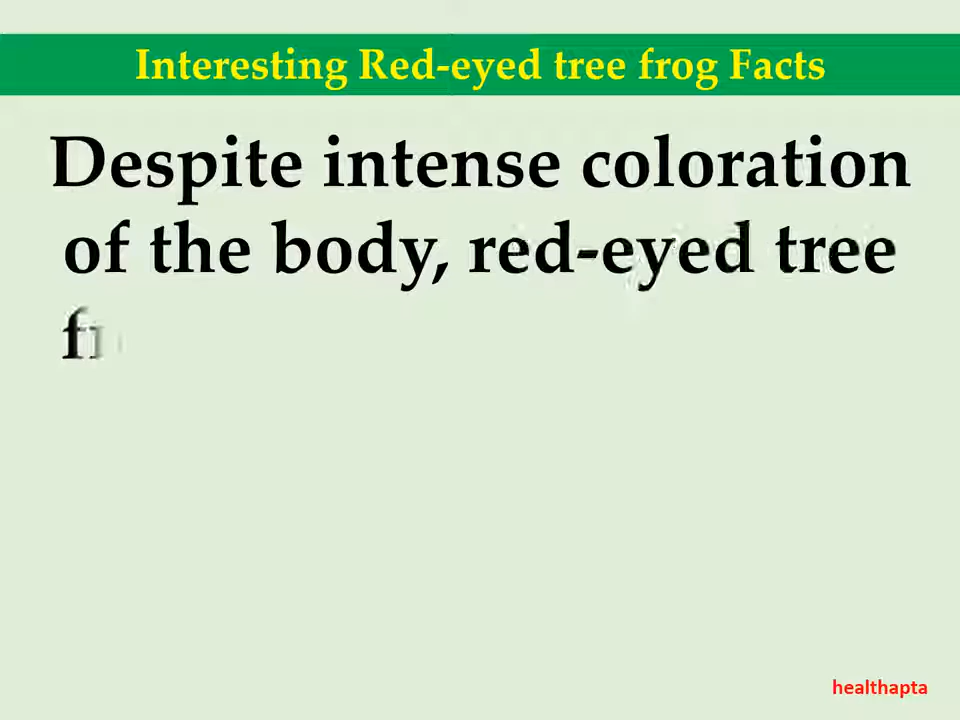 Interesting Red-eyed tree frog Facts
Despite intense coloration
of the body, red-eyed tree
healthapta